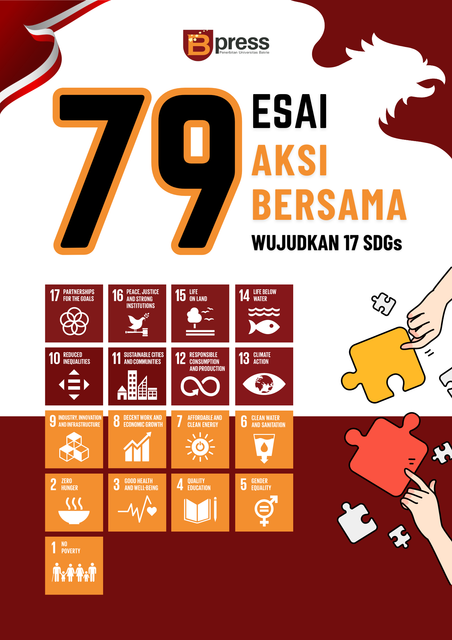 Bpress
Penerbitan Universitas Bakrie
79
ESAI
AKSI
BERSAMA
WUJUDKAN 17 SDGs
17 PARTNERSHIPS
FOR THE GOALS
16 PEACE, JUSTICE
AND STRONG
INSTITUTIONS
15 LIFE
ON LAND
14 LIFE BELOW
WATER
10 REDUCED
INEQUALITIES
11 SUSTAINABLE CITIES
AND COMMUNITIES
12 RESPONSIBLE
CONSUMPTION
AND PRODUCTION
13 CLIMATE
ACTION
9 INDUSTRY, INNOVATION
AND INFRASTRUCTURE
8 DECENT WORK AND
ECONOMIC GROWTH
7 AFFORDABLE AND
CLEAN ENERGY
6 CLEAN WATER
AND SANITATION
2 ZERO
HUNGER
3 GOOD HEALTH
AND WELL-BEING
4 QUALITY
EDUCATION
5 GENDER
EQUALITY
1 NO
POVERTY